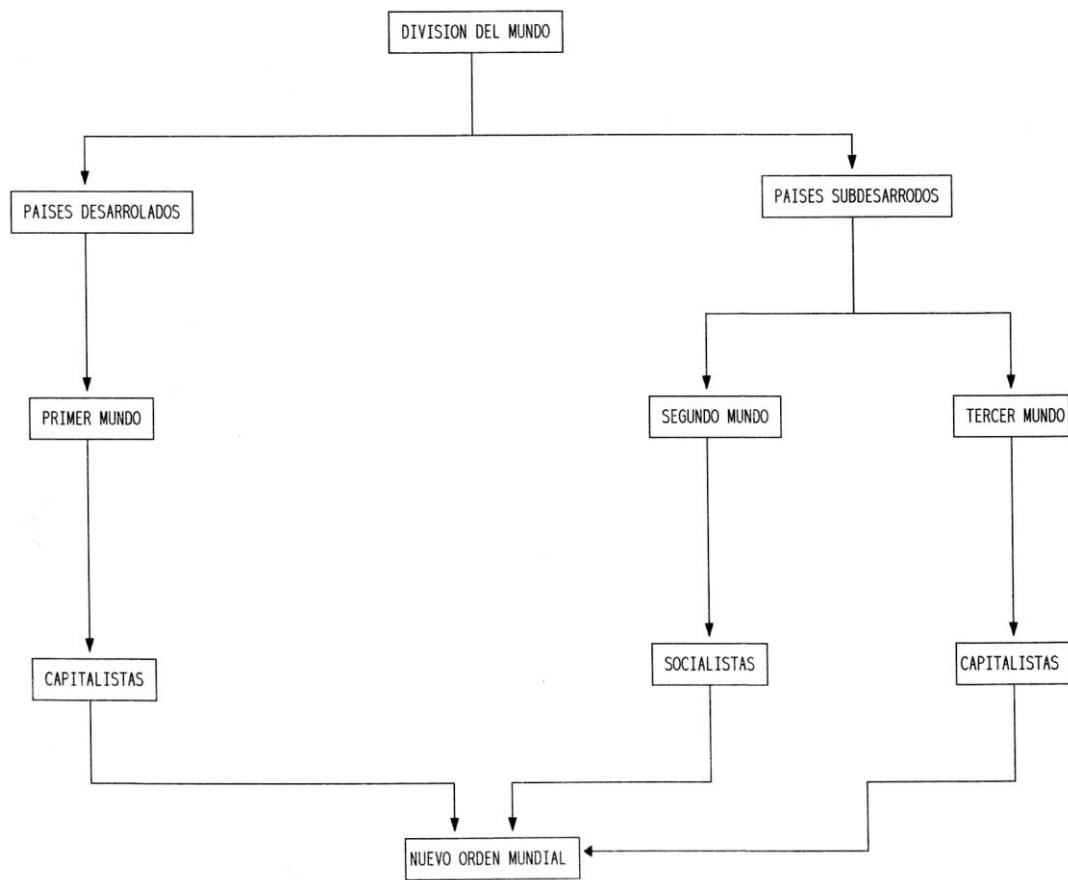 DIVISION DEL MUNDO
PAISES DESARROLADOS
PAISES SUBDESARRODOS
PRIMER MUNDO
SEGUNDO MUNDO
TERCER MUNDO
CAPITALISTAS
SOCIALISTAS
CAPITALISTAS
NUEVO ORDEN MUNDIAL